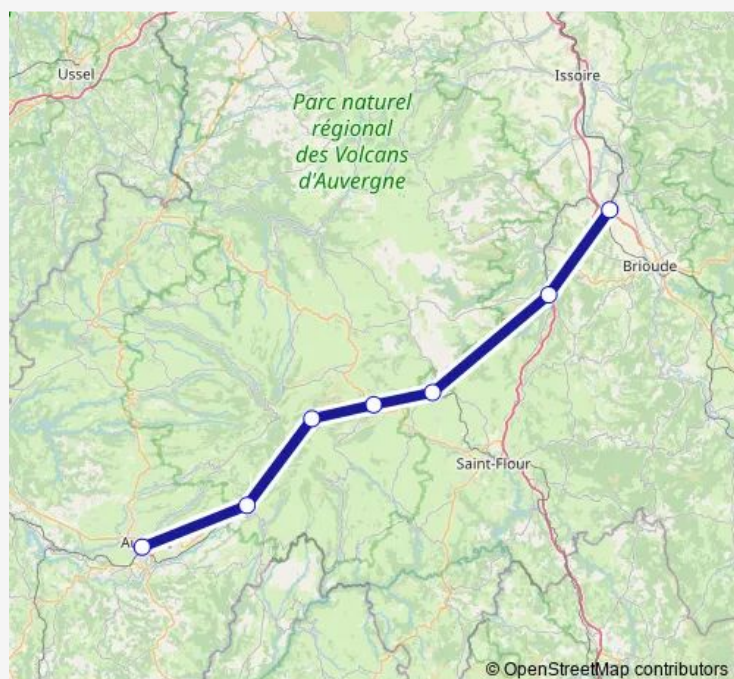 Ussel
Issoire
Parc naturel
régional
des Volcans
d'Auvergne
Brioude
Saint-Flour
© OpenStreetMap contributors